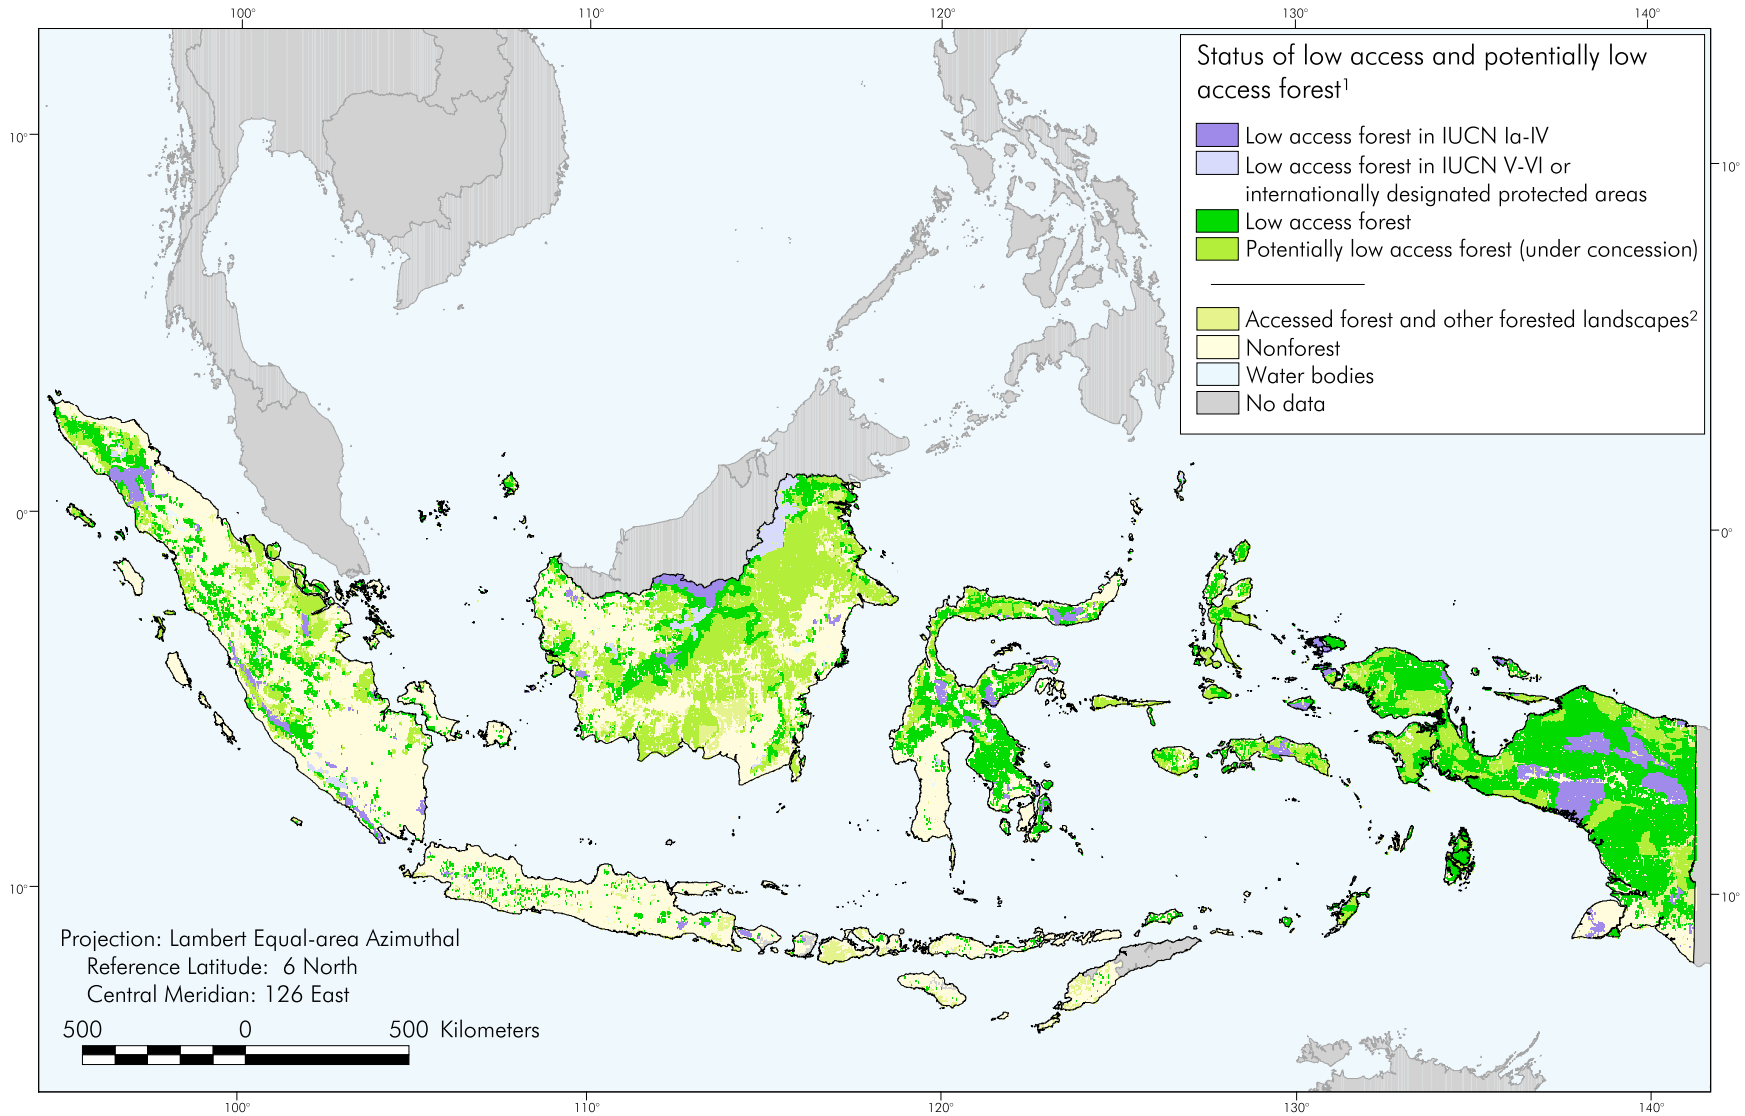 100°
110°
120°
130°
140°
Status of low access and potentially low
access forest1
Low access forest in IUCN Ia-IV
Low access forest in IUCN V-VI or
internationally designated protected areas
Low access forest
Potentially low access forest (under concession)
Accessed forest and other forested landscapes2
Nonforest
Water bodies
No data
10°
10°
0°
0°
10°
10°
Projection: Lambert Equal-area Azimuthal
Reference Latitude: 6 North
Central Meridian: 126 East
500 0 500 Kilometers
100°
110°
120°
130°
140°